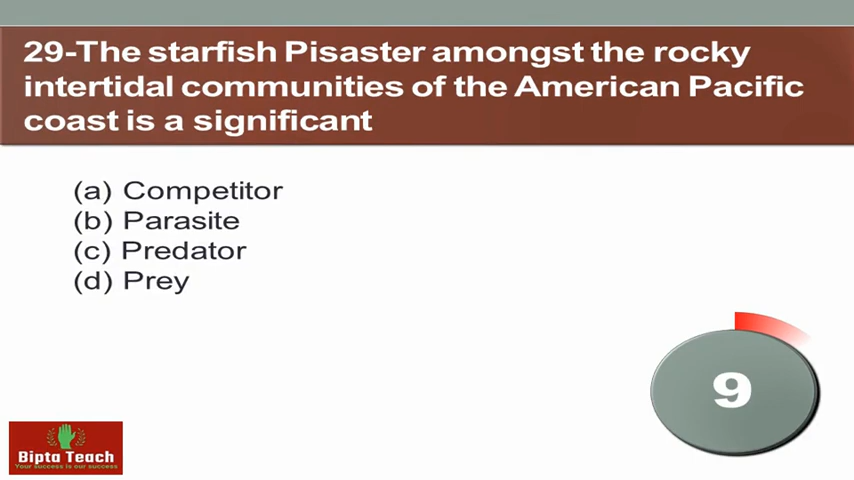 29-The starfish Pisaster amongst the rocky
intertidal communities of the American Pacific
coast is a significant
(a) Competitor
(b) Parasite
(c) Predator
(d) Prey
9
Bipta Teach
Your success is our success